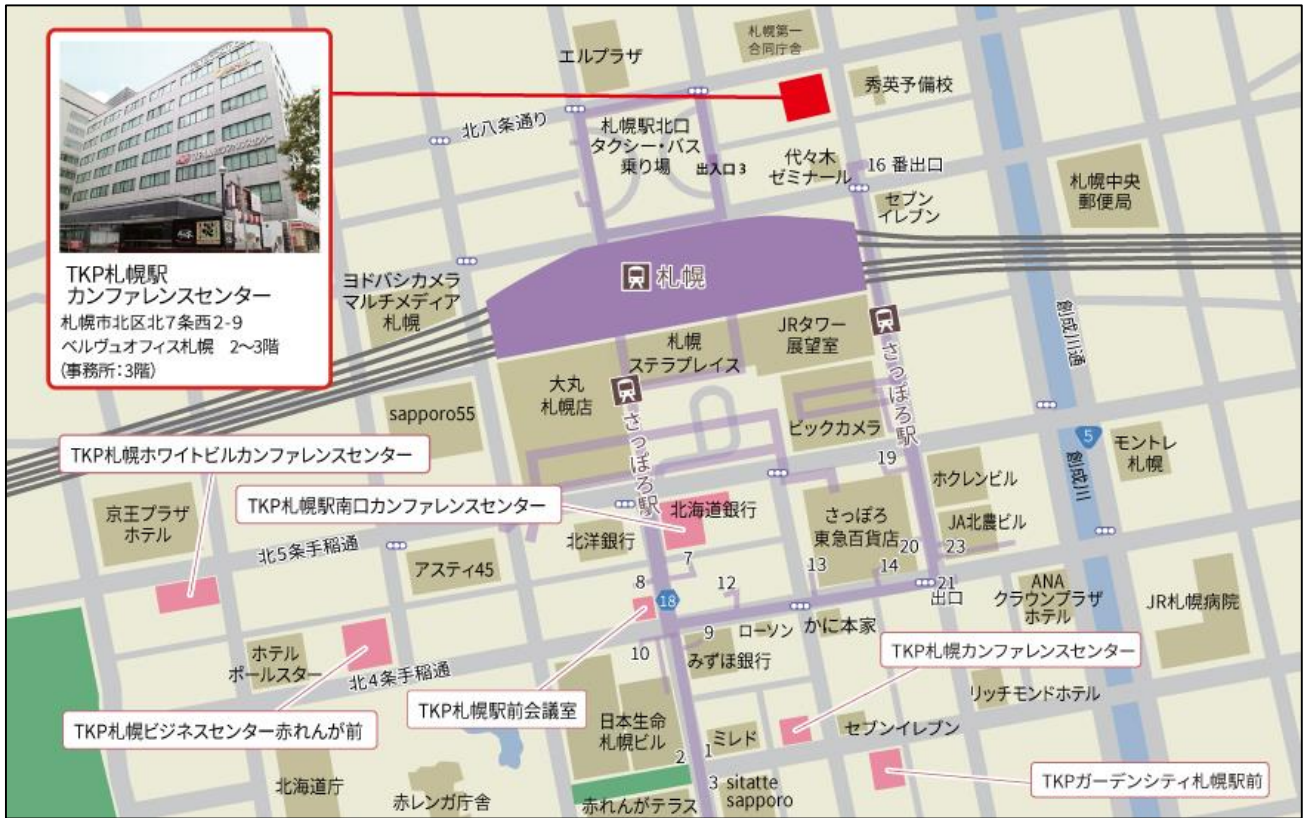 TKP札幌駅
カンファレンスセンター
札幌市北区北7条西2-9
ベルヴュオフィス札幌 2～3階
(事務所:3階)
エルプラザ
札幌第一
合同庁舎
秀英予備校
北八条通り
札幌駅北口
タクシー・バス
乗り場
出入口3
代々木
ゼミナール
16 番出口
セブン
イレブン
札幌中央
郵便局
ヨドバシカメラ
マルチメディア
札幌
札幌
札幌
ステラプレイス
JRタワー
展望室
さっぽろ駅
創成川通
大丸
札幌店
さっぽろ駅
sapporo55
ビックカメラ
19
5
創成川
モントレ
札幌
TKP札幌ホワイトビルカンファレンスセンター
TKP札幌駅南口カンファレンスセンター
北海道銀行
ホクレンビル
京王プラザ
ホテル
北5条手稲通
北洋銀行
さっぽろ
東急百貨店
JA北農ビル
アスティ45
7
8
12
13
14
20
21
出口
23
ANA
クラウンプラザ
ホテル
JR札幌病院
18
9
ローソン
かに本家
10
みずほ銀行
TKP札幌カンファレンスセンター
ホテル
ポールスター
北4条手稲通
リッチモンドホテル
TKP札幌駅前会議室
TKP札幌ビジネスセンター赤れんが前
日本生命
札幌ビル
2
1
ミレド
セブンイレブン
北海道庁
赤レンガ庁舎
赤れんがテラス
3
sitatte
sapporo
TKPガーデンシティ札幌駅前